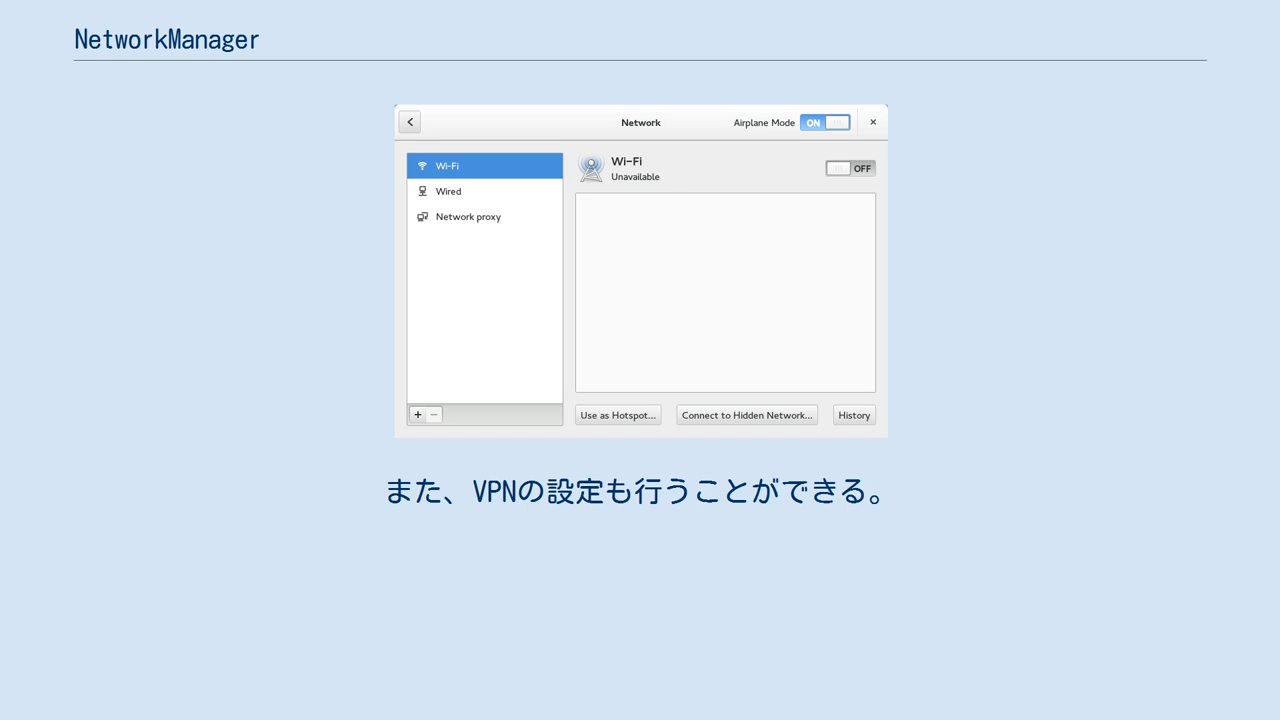 NetworkManager
Network
Airplane Mode ON
Wi-Fi
Wired
Network proxy
Wi-Fi
Unavailable
OFF
Use as Hotspot...
Connect to Hidden Network...
History
また、VPNの設定も行うことができる。